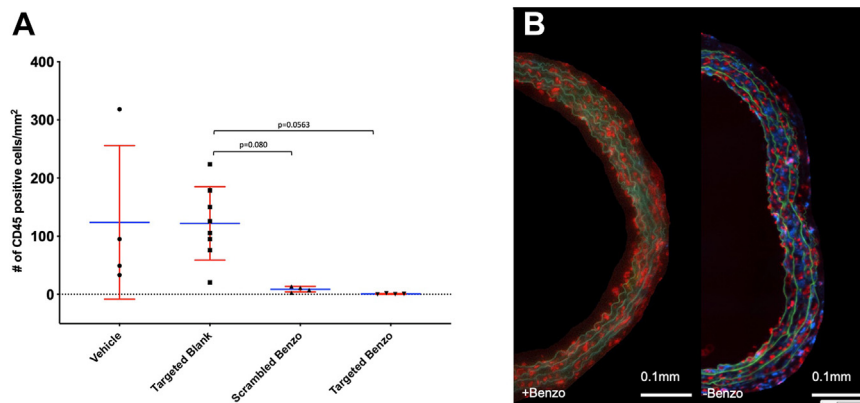 A
# of CD45 positive cells/mm²
400
300
200
100
0
p=0.0563
p=0.080
Vehicle
Targeted Blank
Scrambled Benzo
Targeted Benzo
B
+Benzo
0.1mm
-Benzo
0.1mm